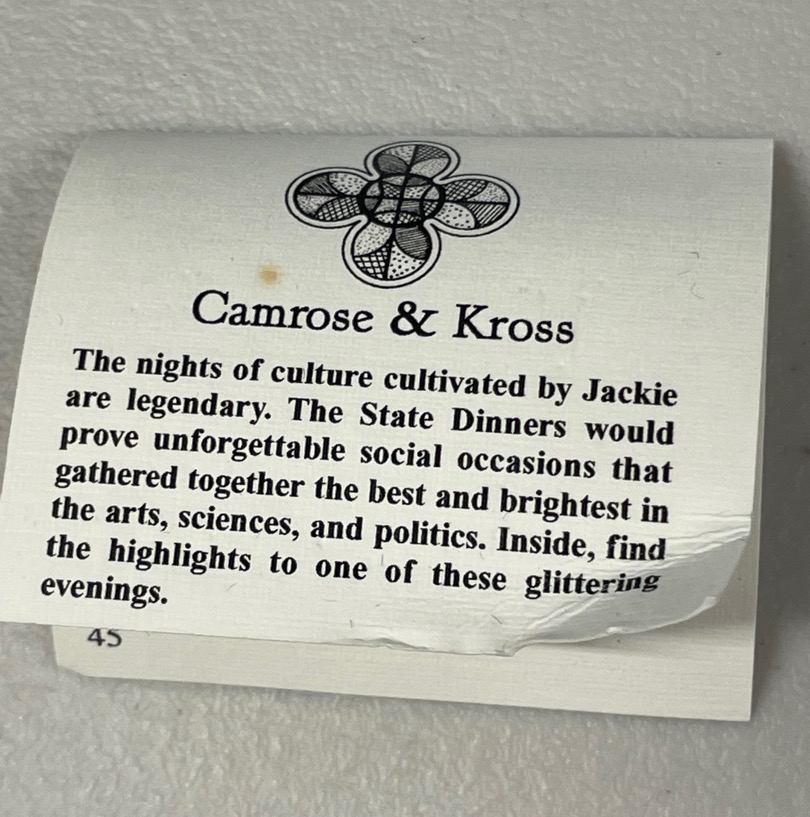 Camrose & Kross
The nights of culture cultivated by Jackie
are legendary. The State Dinners would
prove unforgettable social occasions that
gathered together the best and brightest in
the arts, sciences, and politics. Inside, find
the highlights to one of these glittering
evenings.
45